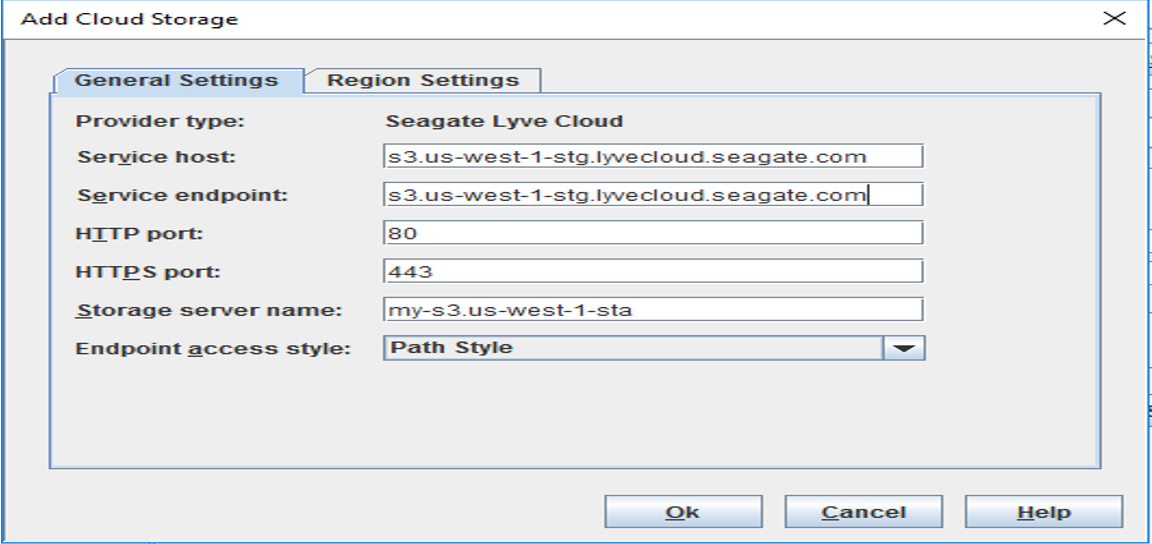 Add Cloud Storage
General Settings Region Settings
Provider type: Seagate Lyve Cloud
Service host: s3.us-west-1-stg.lyvecloud.seagate.com
Service endpoint: s3.us-west-1-stg.lyvecloud.seagate.com
HTTP port: 80
HTTPS port: 443
Storage server name: my-s3.us-west-1-sta
Endpoint access style: Path Style
Ok Cancel Help